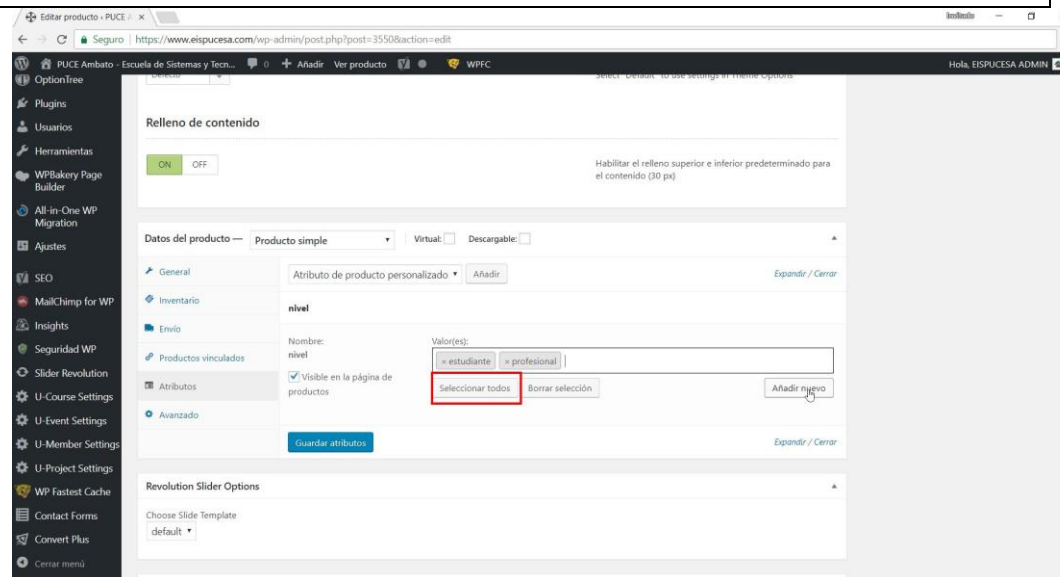 Editar producto ‹ PUCE A
Seguro | https://www.eispucesa.com/wp-admin/post.php?post=3550&action=edit
PUCE Ambato - Escuela de Sistemas y Tecn... 0 + Añadir Ver producto WPFC Hola, EISPUCESA ADMIN
OptionTree
Plugins
Usuarios
Herramientas
WPBakery Page
Builder
All-in-One WP
Migration
Ajustes
SEO
MailChimp for WP
Insights
Seguridad WP
Slider Revolution
U-Course Settings
U-Event Settings
U-Member Settings
U-Project Settings
WP Fastest Cache
Contact Forms
Convert Plus
Cerrar menú
Select "Default" to use settings in Theme Options
Relleno de contenido
ON OFF
Habilitar el relleno superior e inferior predeterminado para
el contenido (30 px)
Datos del producto — Producto simple Virtual: Descargable:
General
Inventario
Envío
Productos vinculados
Atributos
Avanzado
Atributo de producto personalizado Añadir Expandir / Cerrar
nivel
Nombre:
nivel
Visible en la página de
productos
Valor(es):
× estudiante × profesional
Seleccionar todos Borrar selección Añadir nuevo
Guardar atributos Expandir / Cerrar
Revolution Slider Options
Choose Slide Template
default